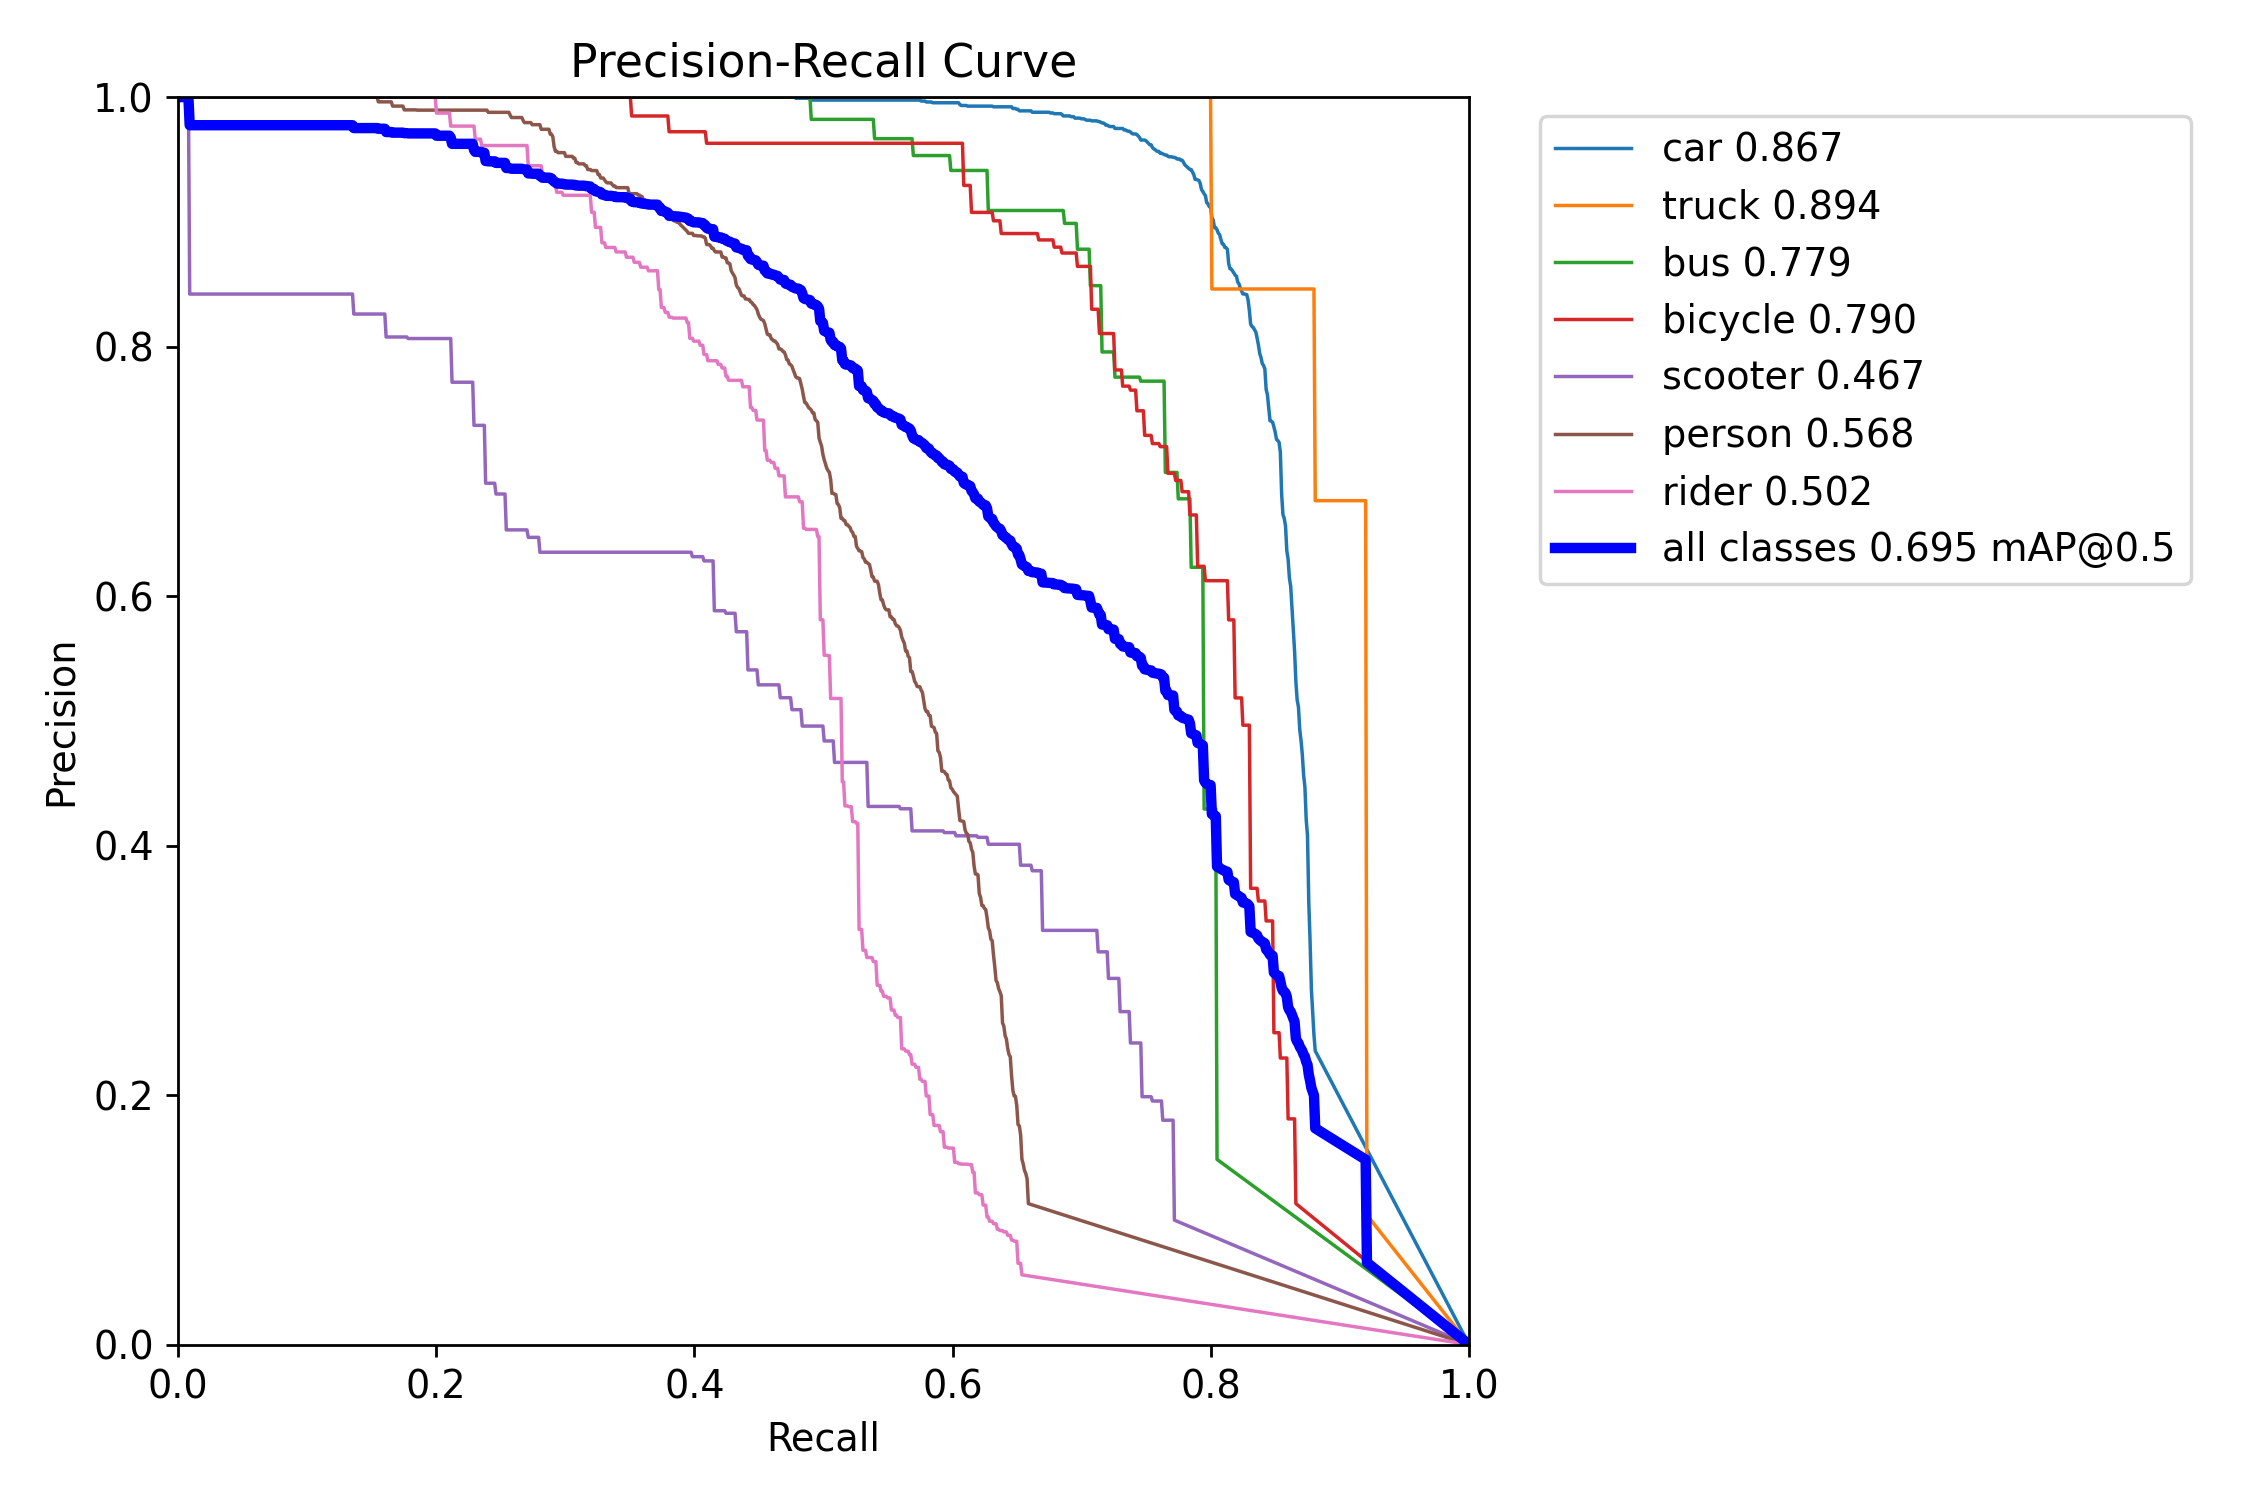 Precision-Recall Curve
1.0
0.8
0.6
0.4
0.2
0.0
Precision
0.0 0.2 0.4 0.6 0.8 1.0
Recall
car 0.867
truck 0.894
bus 0.779
bicycle 0.790
scooter 0.467
person 0.568
rider 0.502
all classes 0.695 mAP@0.5